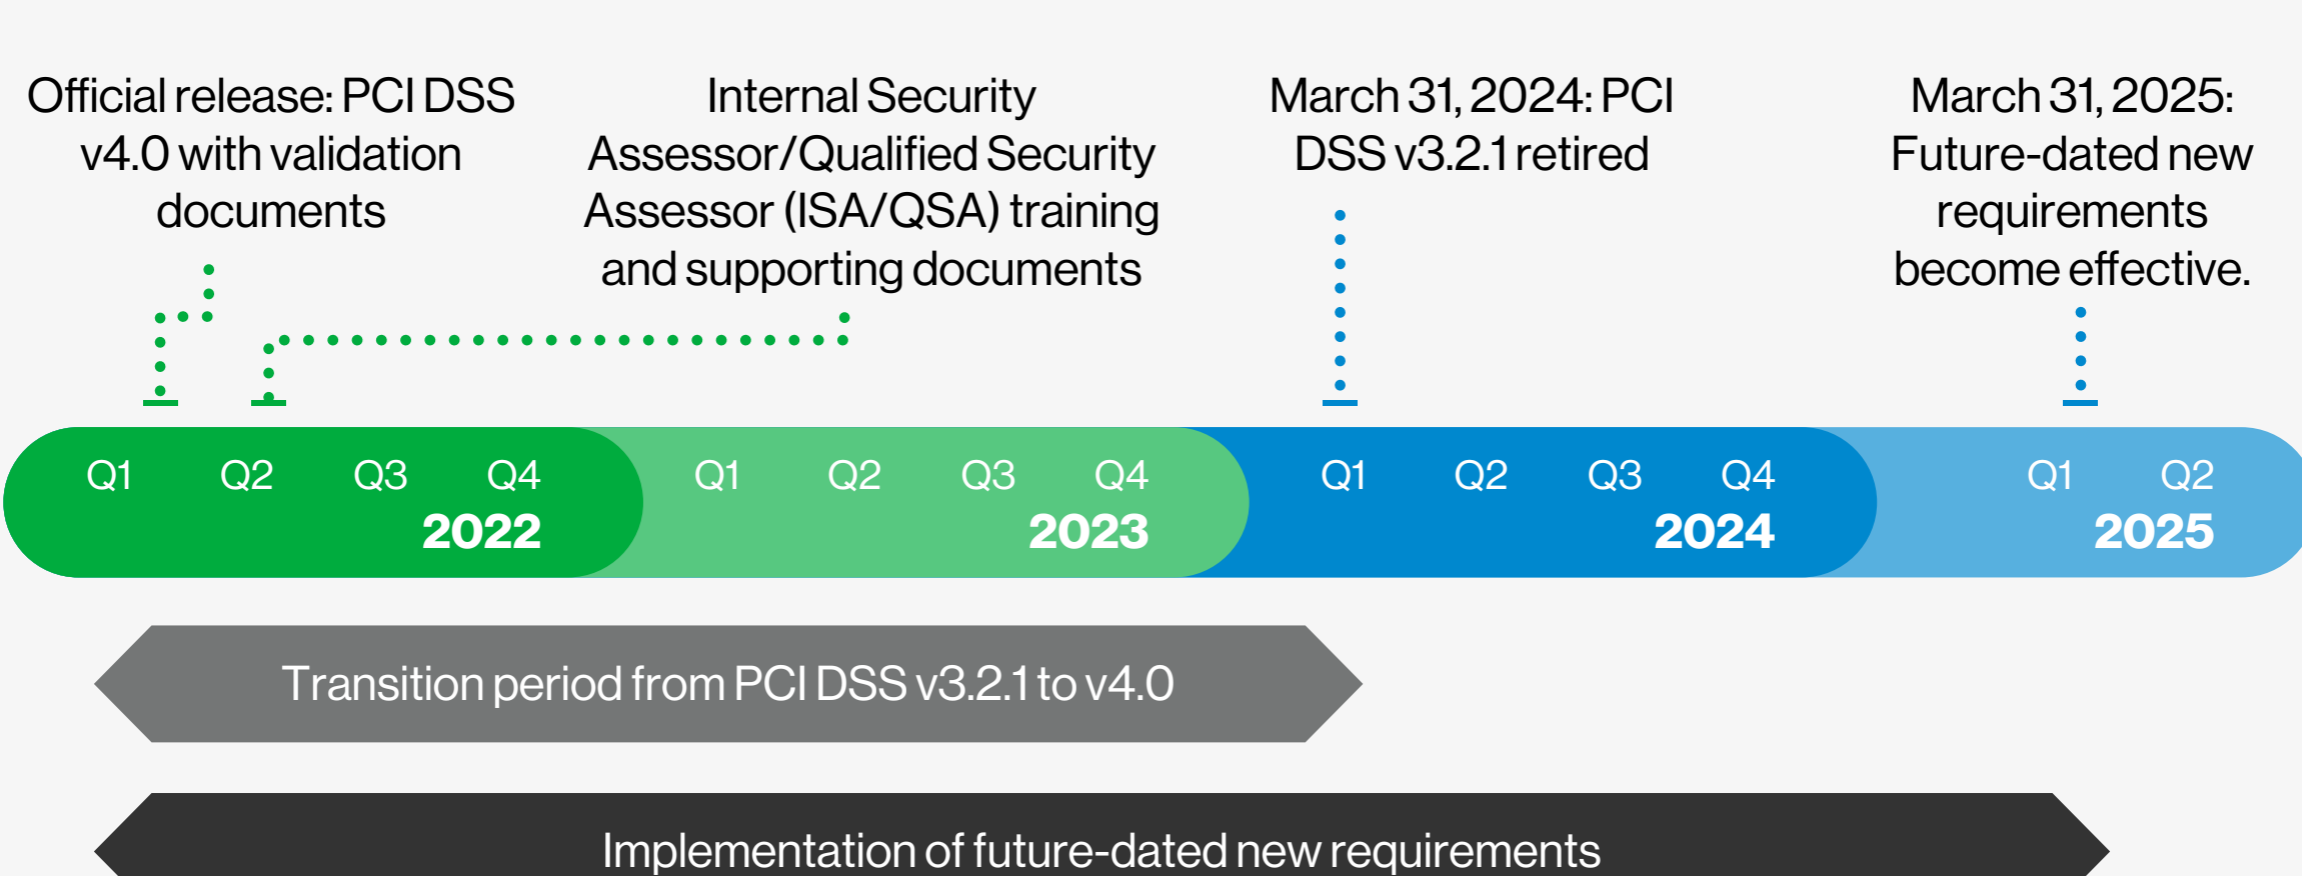 Official release: PCI DSS
v4.0 with validation
documents
Internal Security
Assessor/Qualified Security
Assessor (ISA/QSA) training
and supporting documents
March 31, 2024: PCI
DSS v3.2.1 retired
March 31, 2025:
Future-dated new
requirements
become effective.
Q1 Q2 Q3 Q4
2022
Q1 Q2 Q3 Q4
2023
Q1 Q2 Q3 Q4
2024
Q1 Q2
2025
Transition period from PCI DSS v3.2.1 to v4.0
Implementation of future-dated new requirements